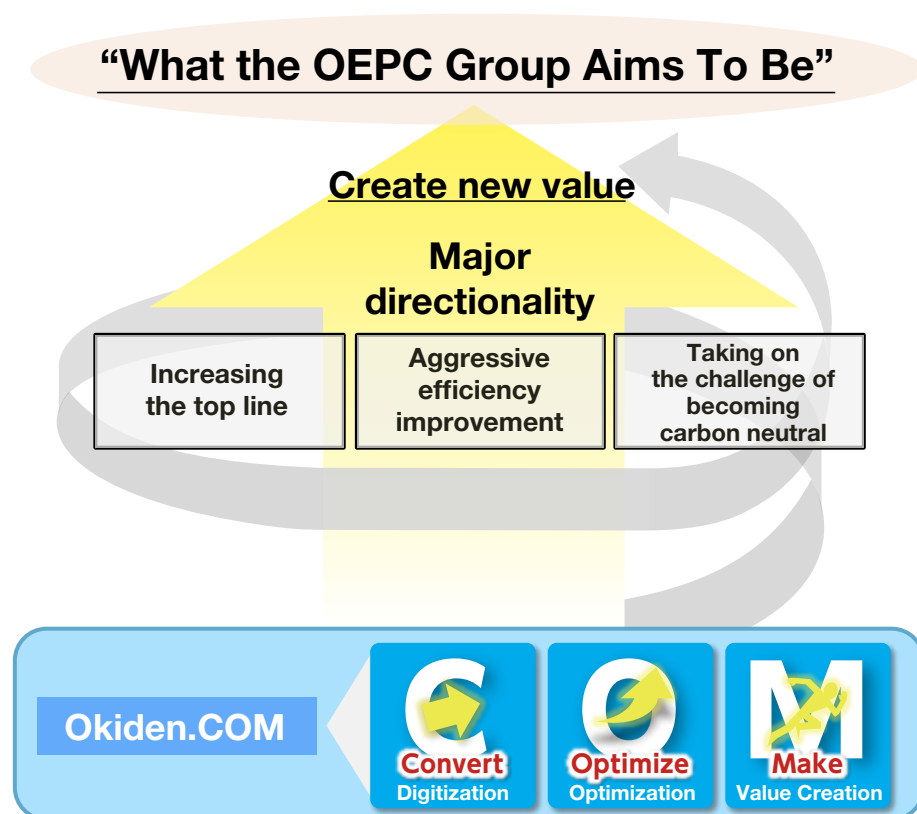 “What the OEPC Group Aims To Be”
Create new value
Major
directionality
Increasing
the top line
Aggressive
efficiency
improvement
Taking on
the challenge of
becoming
carbon neutral
Okiden.COM
C
Convert
Digitization
O
Optimize
Optimization
M
Make
Value Creation